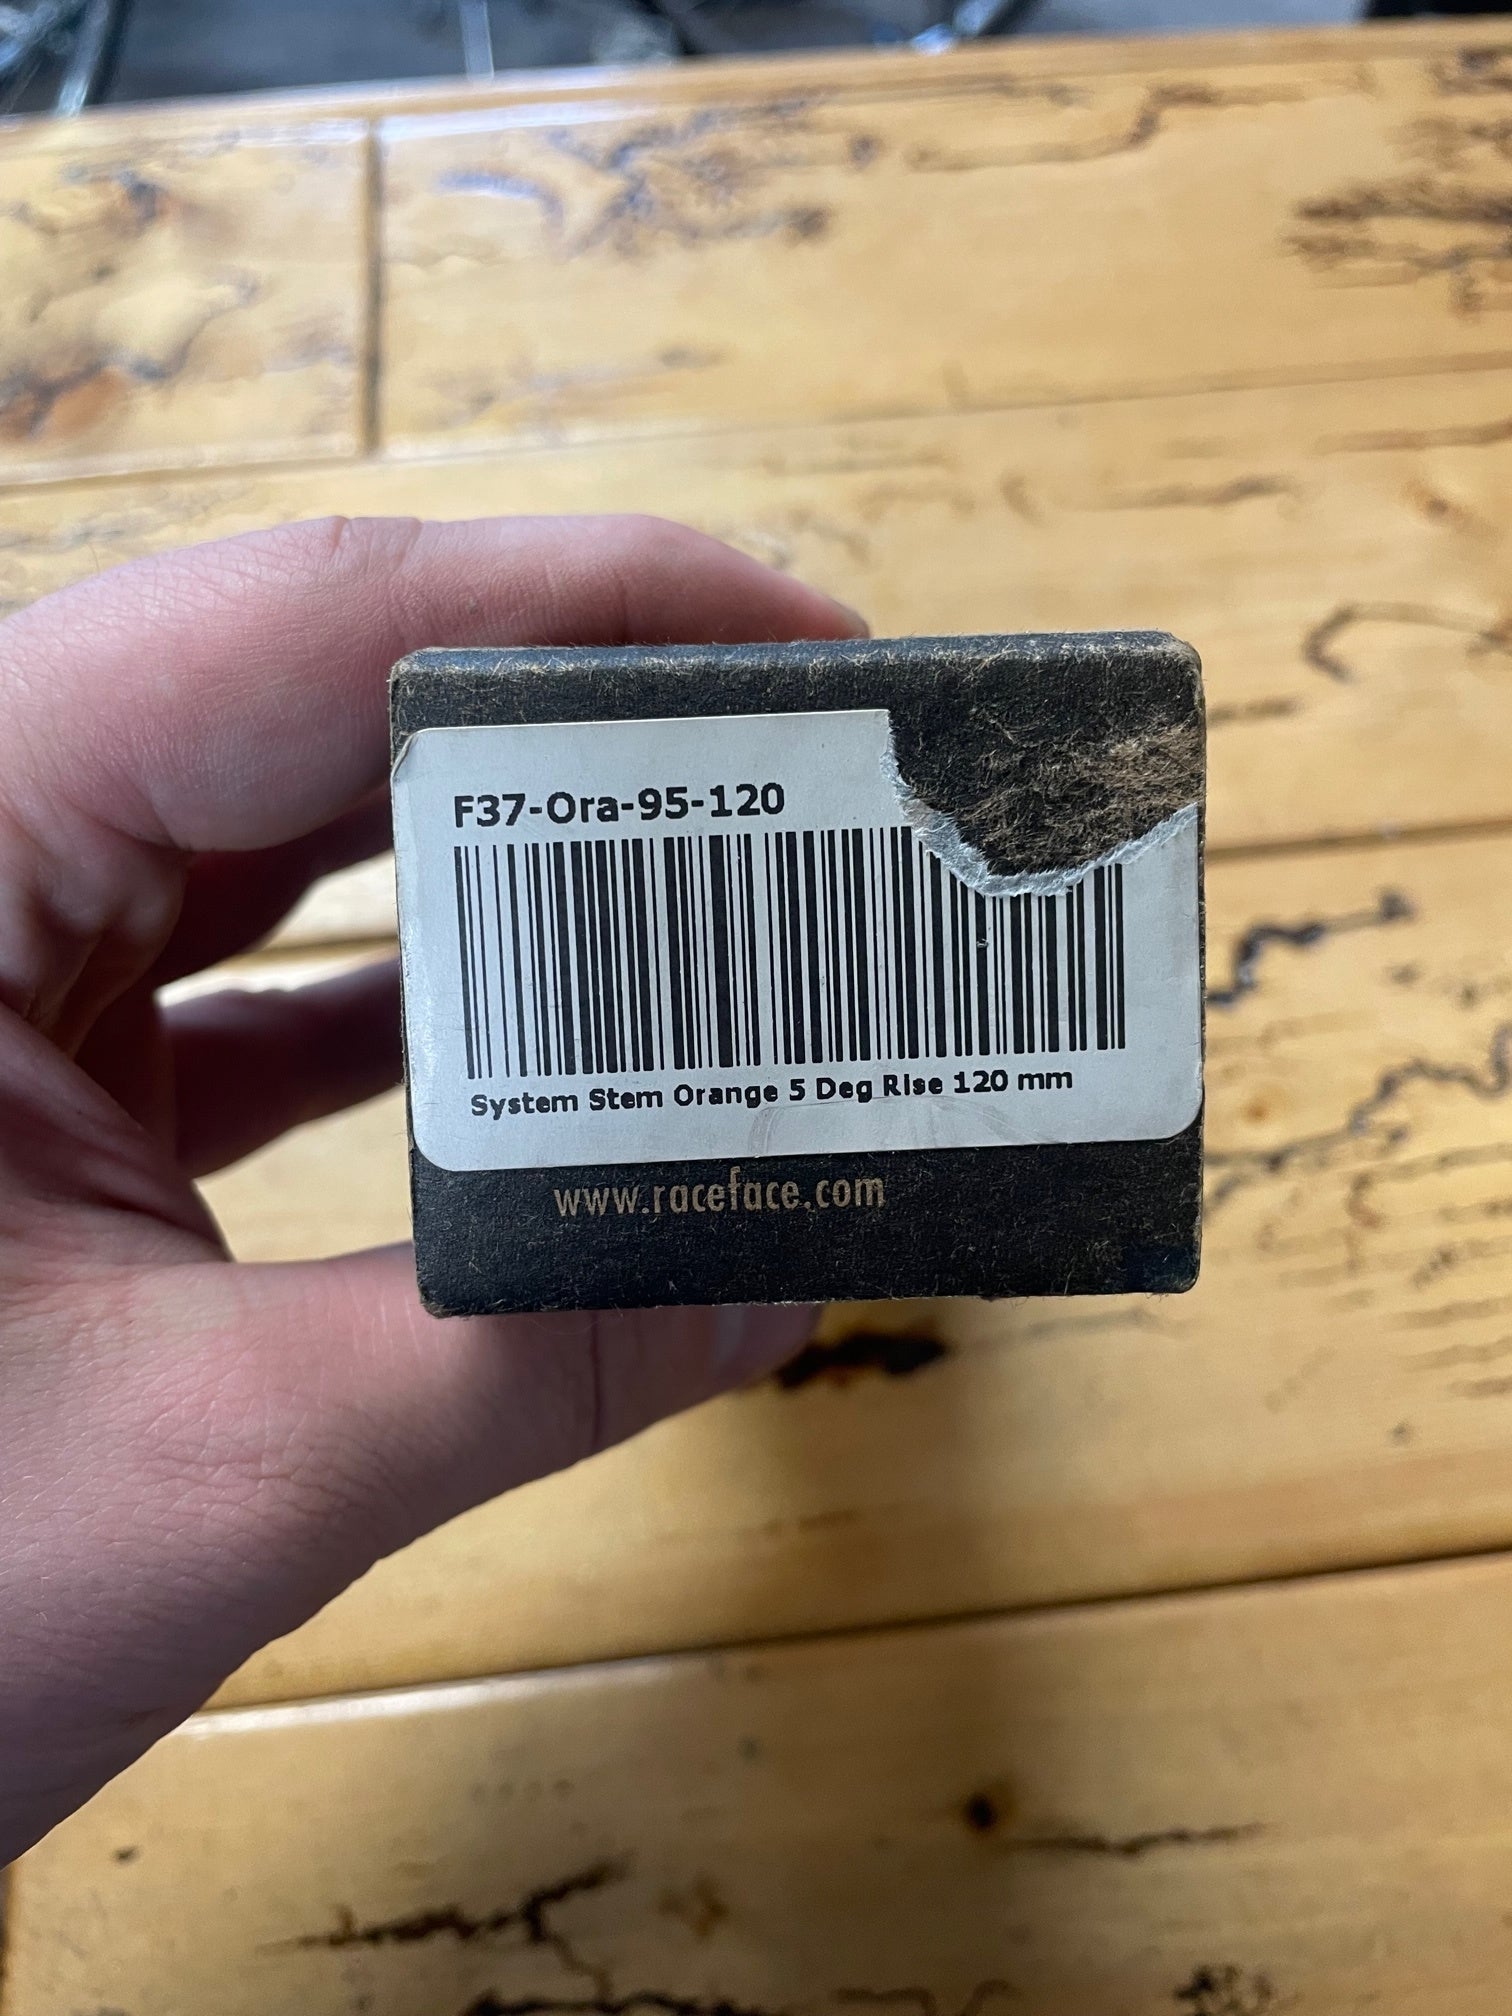 F37-Ora-95-120
System Stem Orange 5 Deg Rise 120 mm
www.raceface.com